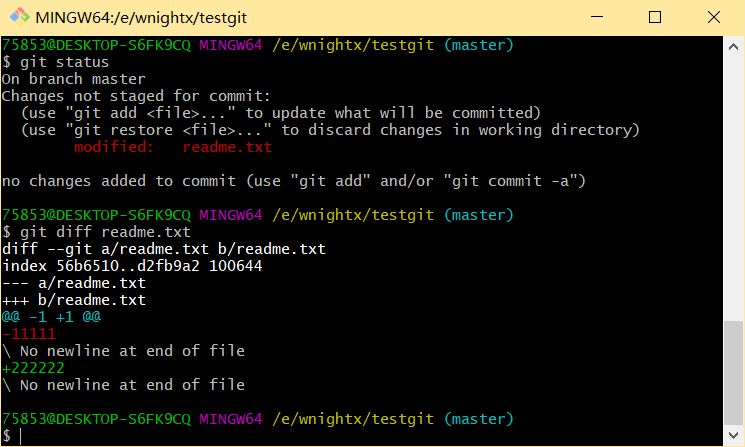 MINGW64:/e/wnightx/testgit
75853@DESKTOP-S6FK9CQ MINGW64 /e/wnightx/testgit (master)
$ git status
On branch master
Changes not staged for commit:
  (use "git add <file>..." to update what will be committed)
  (use "git restore <file>..." to discard changes in working directory)
        modified:   readme.txt

no changes added to commit (use "git add" and/or "git commit -a")

75853@DESKTOP-S6FK9CQ MINGW64 /e/wnightx/testgit (master)
$ git diff readme.txt
diff --git a/readme.txt b/readme.txt
index 56b6510..d2fb9a2 100644
--- a/readme.txt
+++ b/readme.txt
@@ -1 +1 @@
-11111
\ No newline at end of file
+222222
\ No newline at end of file

75853@DESKTOP-S6FK9CQ MINGW64 /e/wnightx/testgit (master)
$